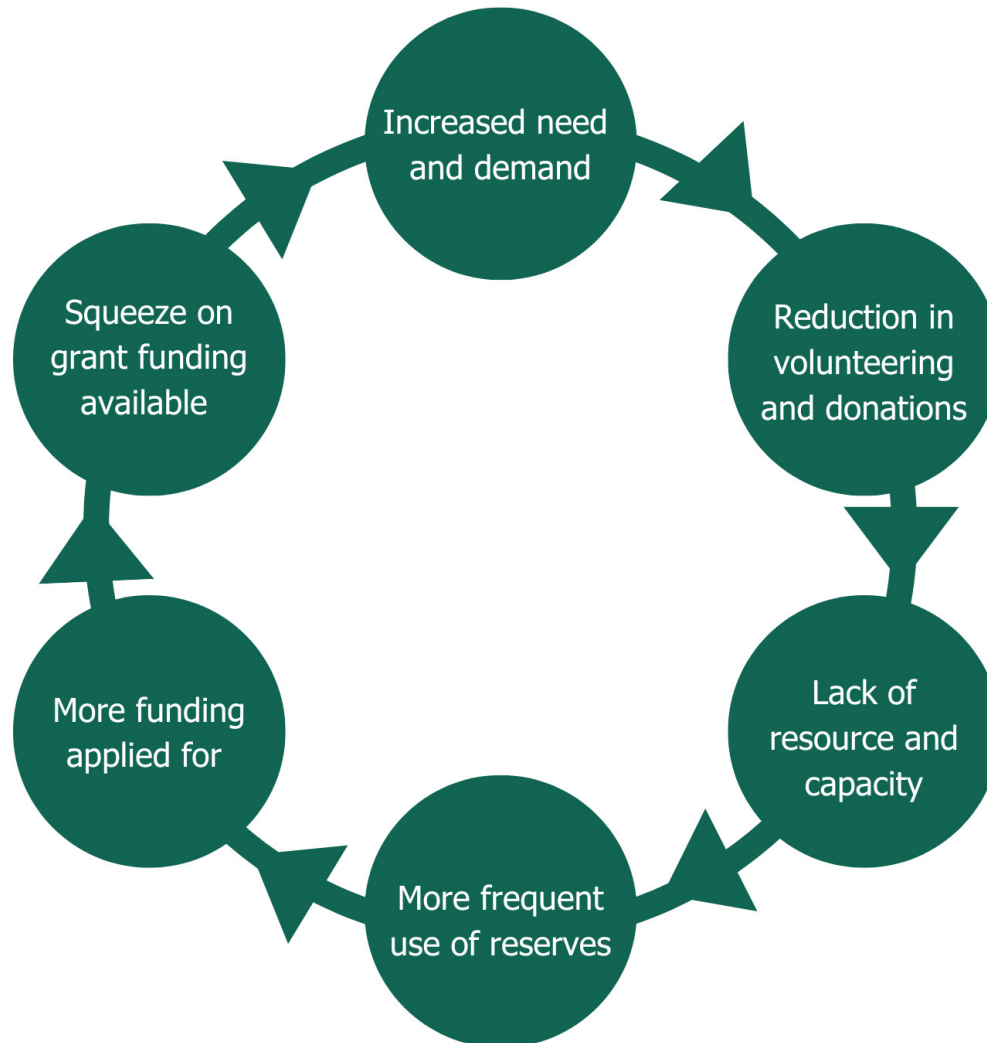 Increased need
and demand
Reduction in
volunteering
and donations
Lack of
resource and
capacity
More frequent
use of reserves
More funding
applied for
Squeeze on
grant funding
available